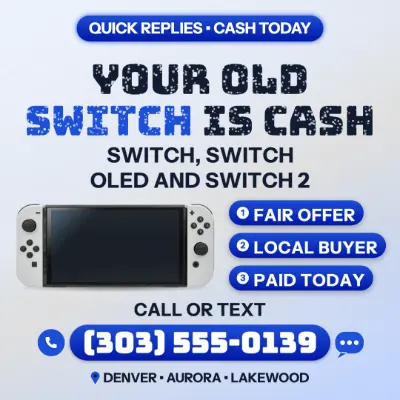 QUICK REPLIES • CASH TODAY
YOUR OLD
SWITCH IS CASH
SWITCH, SWITCH
OLED AND SWITCH 2
1 FAIR OFFER
2 LOCAL BUYER
3 PAID TODAY
CALL OR TEXT
(303) 555-0139
DENVER • AURORA • LAKEWOOD